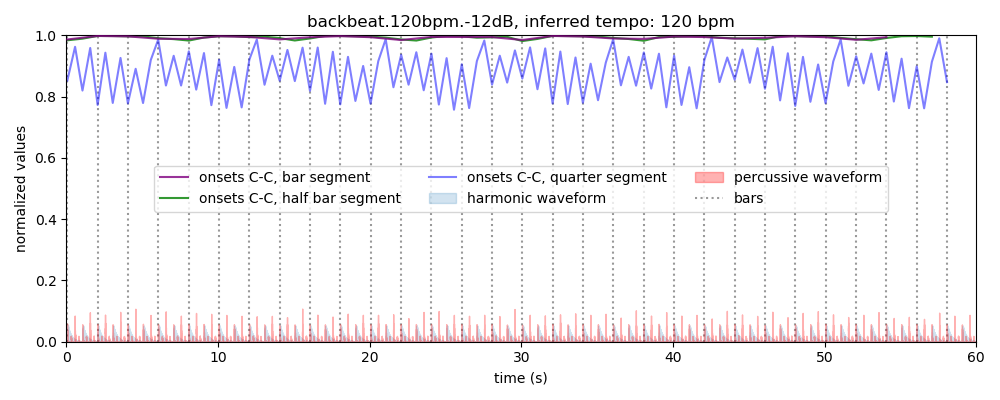 backbeat.120bpm.-12dB, inferred tempo: 120 bpm
1.0
0.8
0.6
0.4
0.2
0.0
normalized values
onsets C-C, bar segment
onsets C-C, half bar segment
onsets C-C, quarter segment
harmonic waveform
percussive waveform
bars
0 10 20 30 40 50 60
time (s)